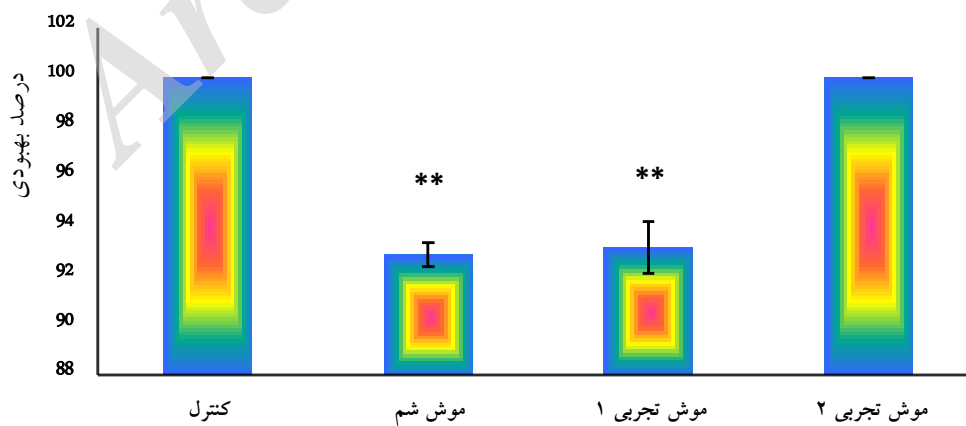 درصد بهبودی
102
100
98
96
94
92
90
88
**
**
کنترل
موش شم
موش تجربی ۱
موش تجربی ۲